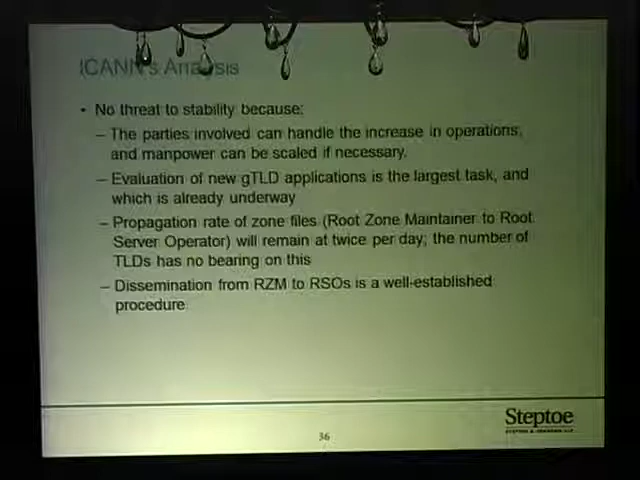 ICANN's Analysis
• No threat to stability because:
– The parties involved can handle the increase in operations,
and manpower can be scaled if necessary.
– Evaluation of new gTLD applications is the largest task, and
which is already underway
– Propagation rate of zone files (Root Zone Maintainer to Root
Server Operator) will remain at twice per day; the number of
TLDs has no bearing on this
– Dissemination from RZM to RSOs is a well-established
procedure
Steptoe
STEPTOE & JOHNSON LLP
36